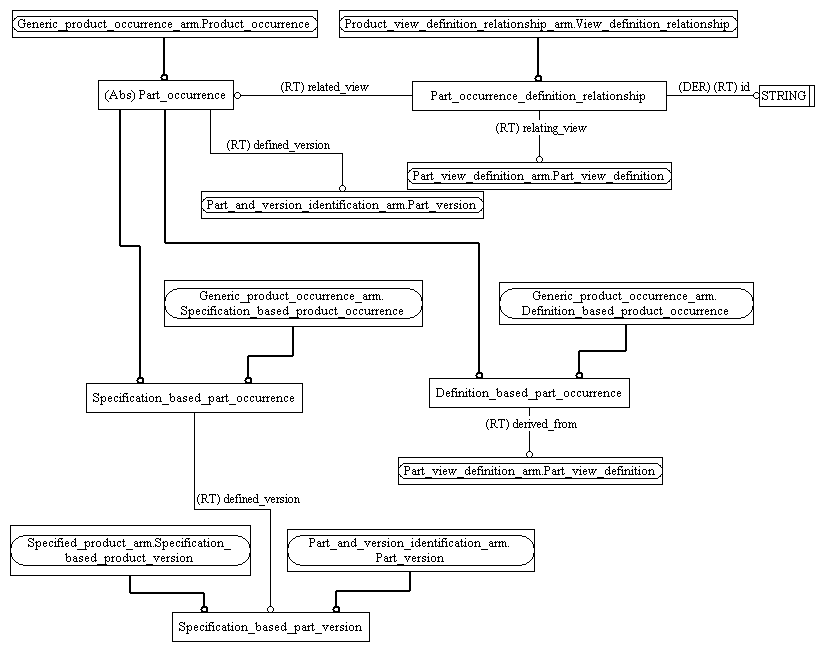 Generic_product_occurrence_arm.Product_occurrence
Product_view_definition_relationship_arm.View_definition_relationship
(Abs) Part_occurrence
(RT) related_view
Part_occurrence_definition_relationship
(DER) (RT) id
STRING
(RT) relating_view
(RT) defined_version
Part_view_definition_arm.Part_view_definition
Part_and_version_identification_arm.Part_version
Generic_product_occurrence_arm.
Specification_based_product_occurrence
Generic_product_occurrence_arm.
Definition_based_product_occurrence
Specification_based_part_occurrence
Definition_based_part_occurrence
(RT) derived_from
Part_view_definition_arm.Part_view_definition
(RT) defined_version
Specified_product_arm.Specification_
based_product_version
Part_and_version_identification_arm.
Part_version
Specification_based_part_version